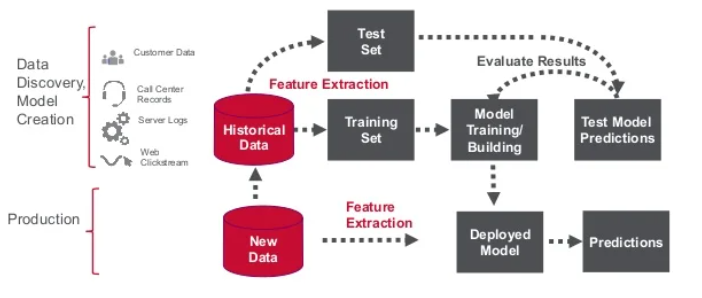 Data
Discovery,
Model
Creation
Customer Data
Call Center
Records
Server Logs
Web
Clickstream
Test
Set
Feature Extraction
Evaluate Results
Historical
Data
Training
Set
Model
Training/
Building
Test Model
Predictions
Production
New
Data
Feature
Extraction
Deployed
Model
Predictions